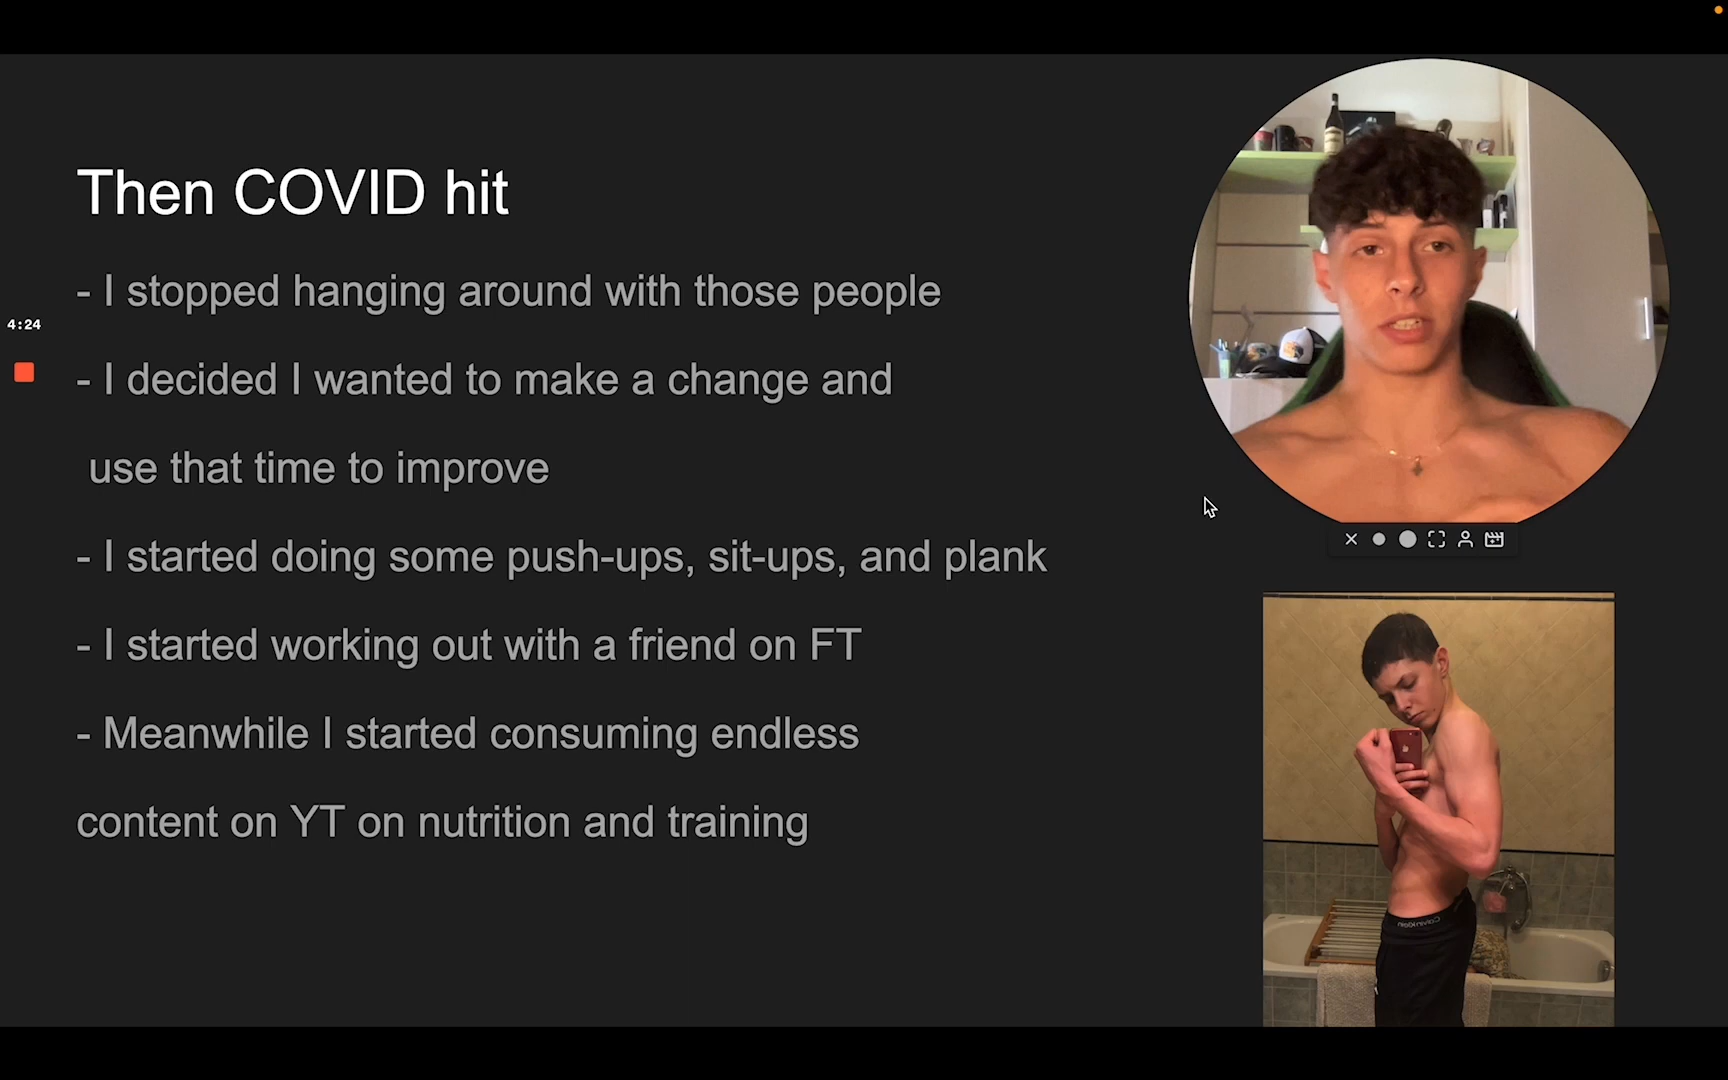 Then COVID hit
- I stopped hanging around with those people
4:24
- I decided I wanted to make a change and
use that time to improve
- I started doing some push-ups, sit-ups, and plank
- I started working out with a friend on FT
- Meanwhile I started consuming endless
content on YT on nutrition and training
Calvin Klein